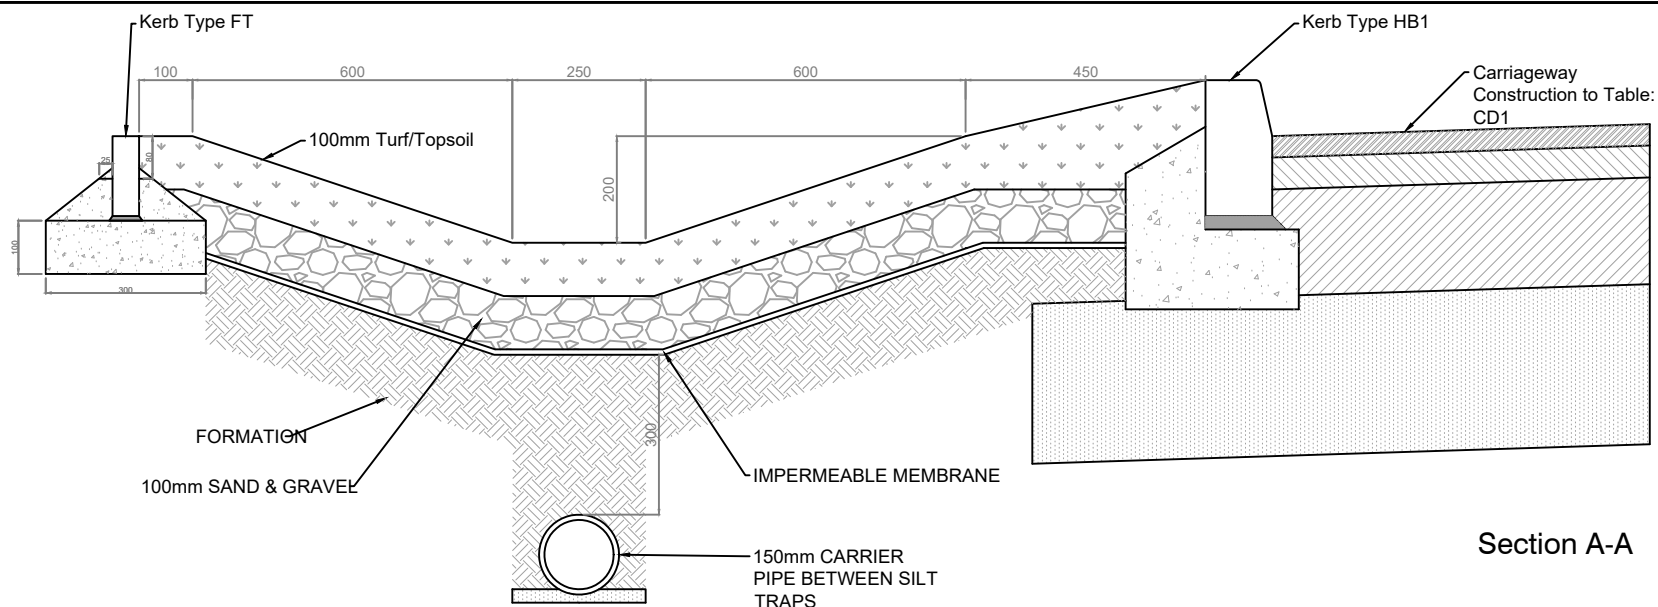 Kerb Type FT
Kerb Type HB1
100
600
250
600
450
Carriageway
Construction to Table:
CD1
100mm Turf/Topsoil
25
80
200
100
300
FORMATION
300
100mm SAND & GRAVEL
IMPERMEABLE MEMBRANE
150mm CARRIER
PIPE BETWEEN SILT
TRAPS
Section A-A